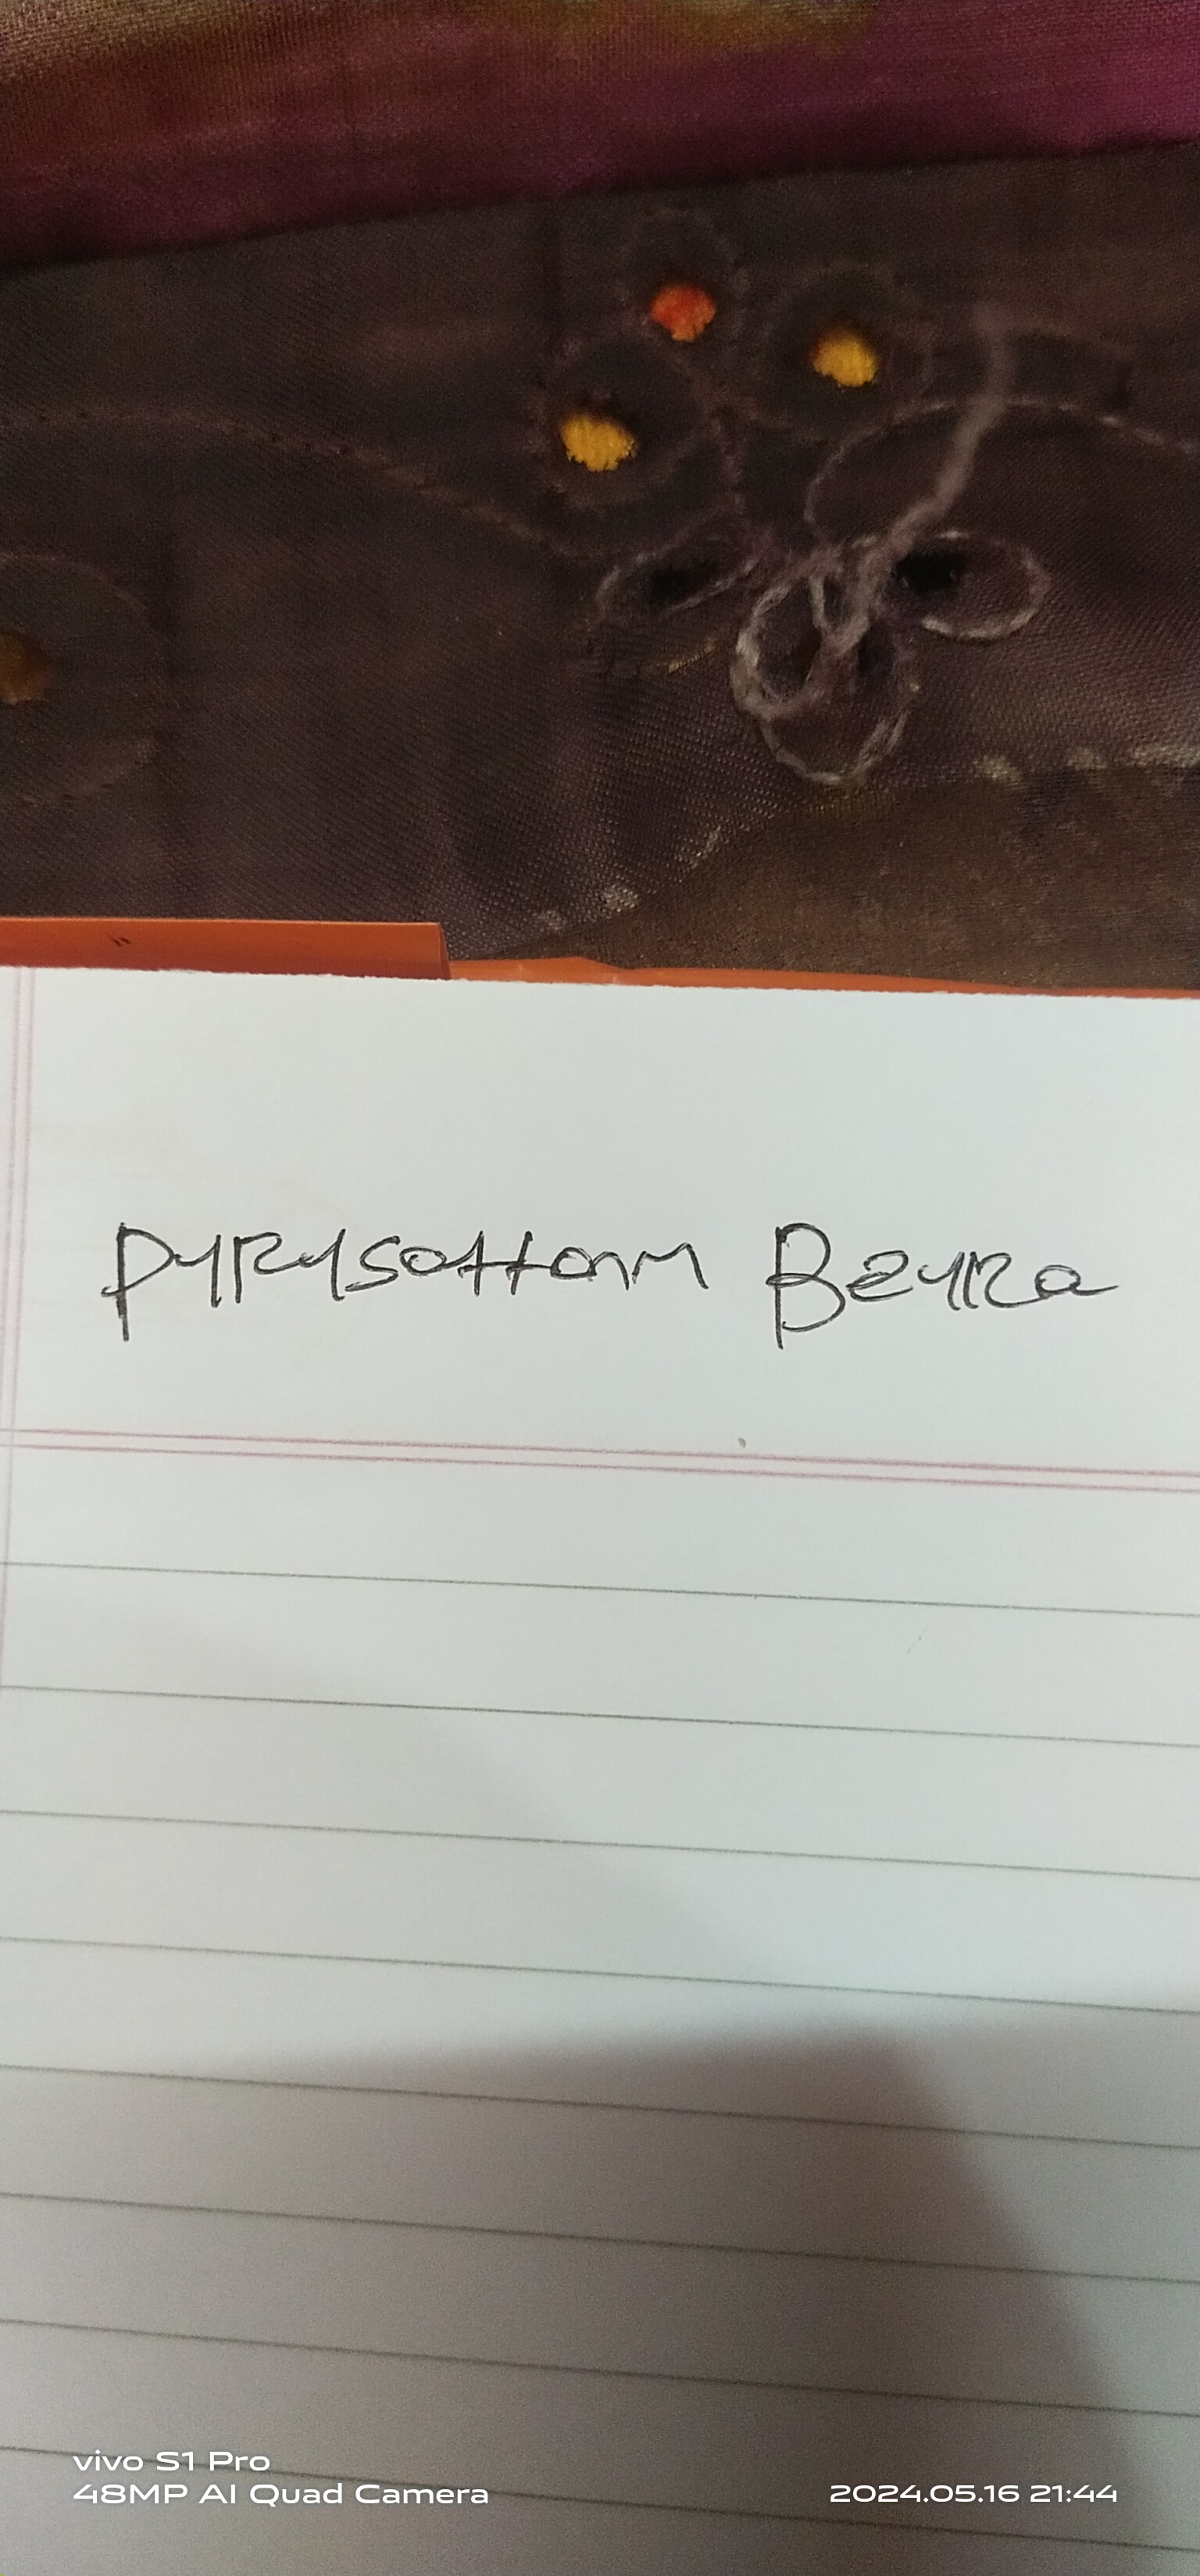 Purusottam Beura
vivo S1 Pro
48MP AI Quad Camera
2024.05.16 21:44